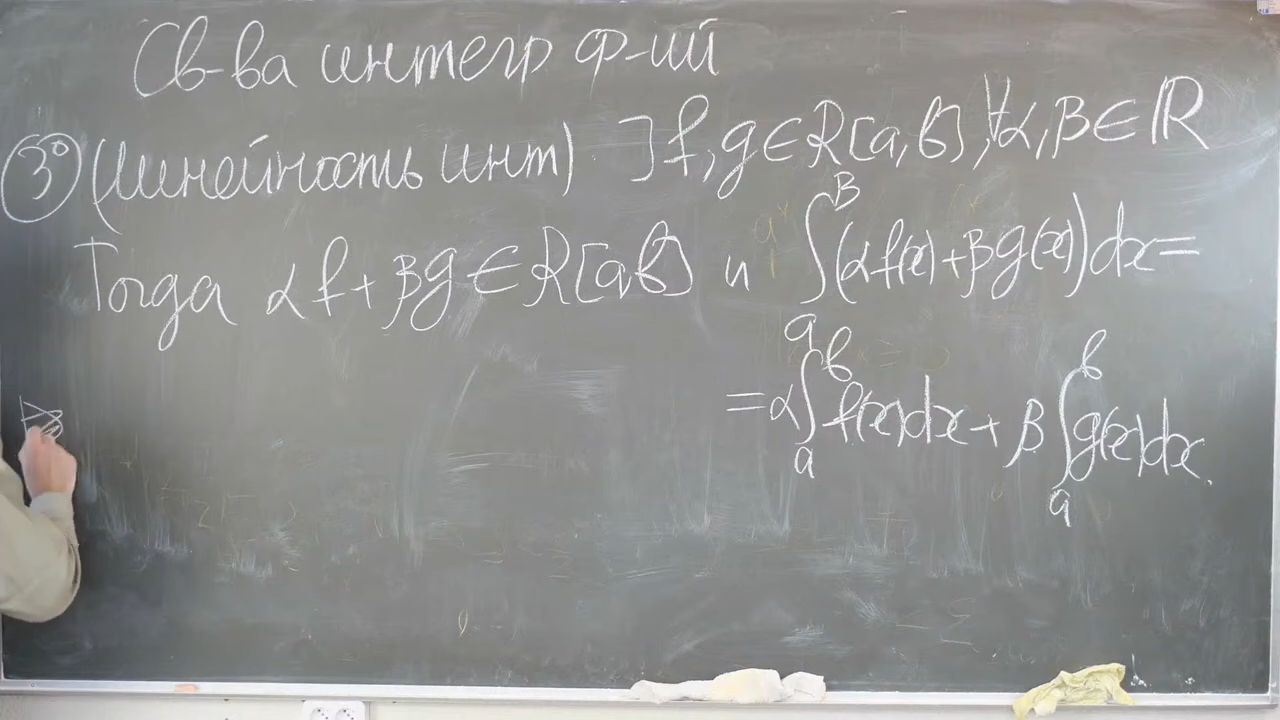 Св-ва интегр ф-ий
3° (линейность инт) ] f, g ∈ R[a,b], ∀α, β ∈ ℝ
Тогда αf + βg ∈ R[a b] и ∫_a^b (αf(x) + βg(x)) dx =
= α ∫_a^b f(x)dx + β ∫_a^b g(x)dx.